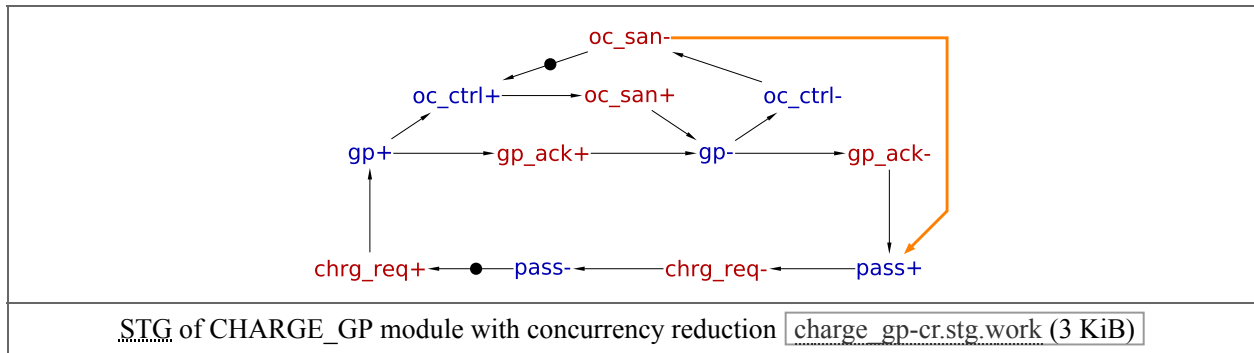 oc_san-
oc_ctrl+ oc_san+ oc_ctrl-
gp+ gp_ack+ gp- gp_ack-
chrg_req+ pass- chrg_req- pass+
STG of CHARGE_GP module with concurrency reduction charge_gp-cr.stg.work (3 KiB)